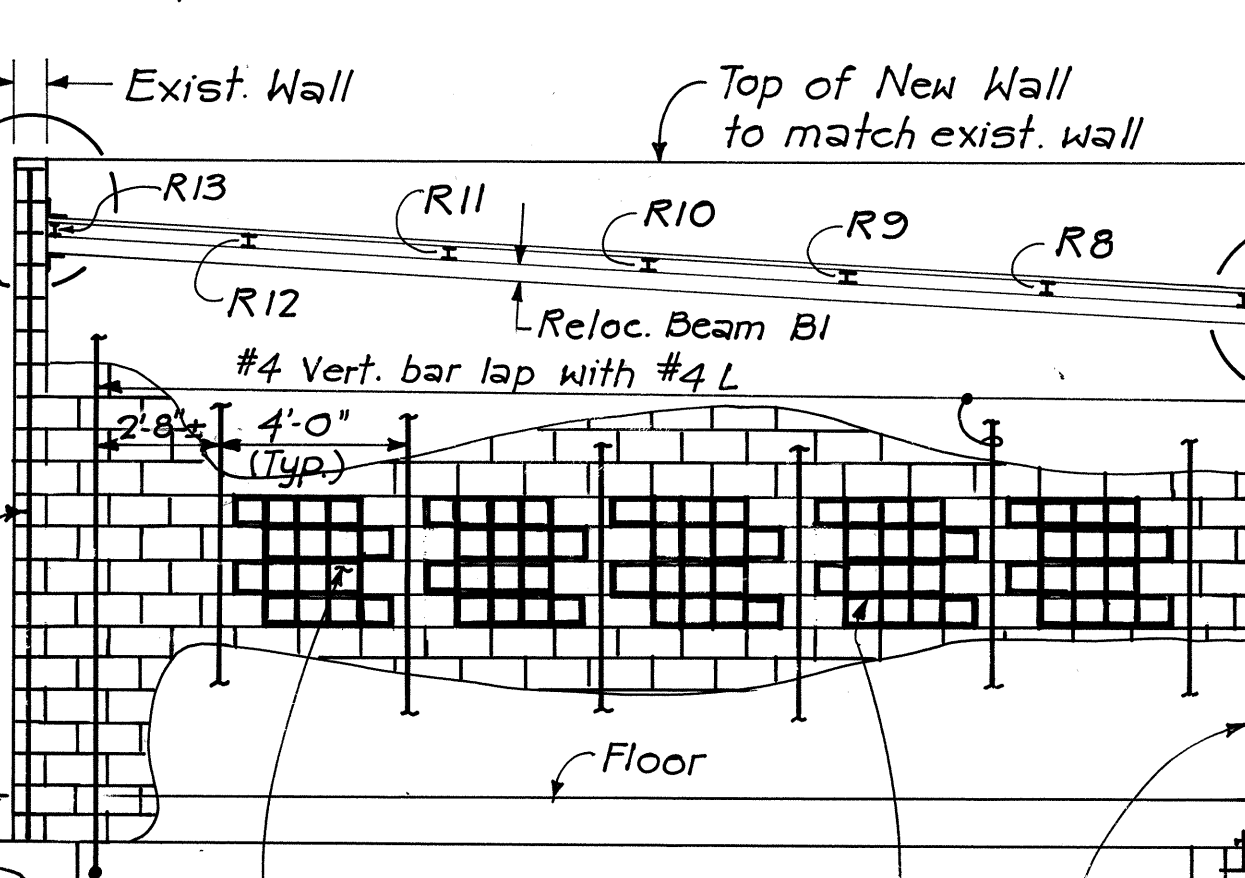 Exist. Wall
Top of New Wall
to match exist. wall
R13
R11
R10
R9
R8
R12
Reloc. Beam B1
#4 Vert. bar lap with #4 L
2'-8"±
4'-0"
(Typ.)
Floor